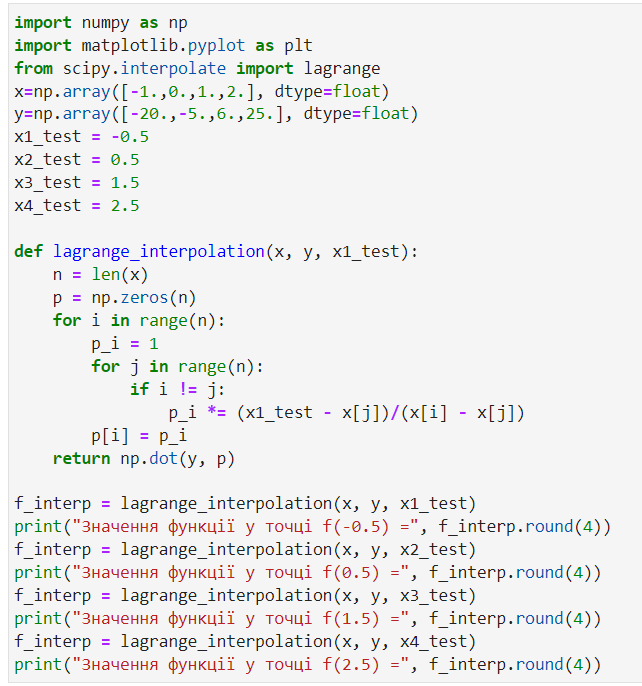 import numpy as np
import matplotlib.pyplot as plt
from scipy.interpolate import lagrange
x=np.array([-1.,0.,1.,2.], dtype=float)
y=np.array([-20.,-5.,6.,25.], dtype=float)
x1_test = -0.5
x2_test = 0.5
x3_test = 1.5
x4_test = 2.5

def lagrange_interpolation(x, y, x1_test):
    n = len(x)
    p = np.zeros(n)
    for i in range(n):
        p_i = 1
        for j in range(n):
            if i != j:
                p_i *= (x1_test - x[j])/(x[i] - x[j])
        p[i] = p_i
    return np.dot(y, p)

f_interp = lagrange_interpolation(x, y, x1_test)
print("Значення функції у точці f(-0.5) =", f_interp.round(4))
f_interp = lagrange_interpolation(x, y, x2_test)
print("Значення функції у точці f(0.5) =", f_interp.round(4))
f_interp = lagrange_interpolation(x, y, x3_test)
print("Значення функції у точці f(1.5) =", f_interp.round(4))
f_interp = lagrange_interpolation(x, y, x4_test)
print("Значення функції у точці f(2.5) =", f_interp.round(4))